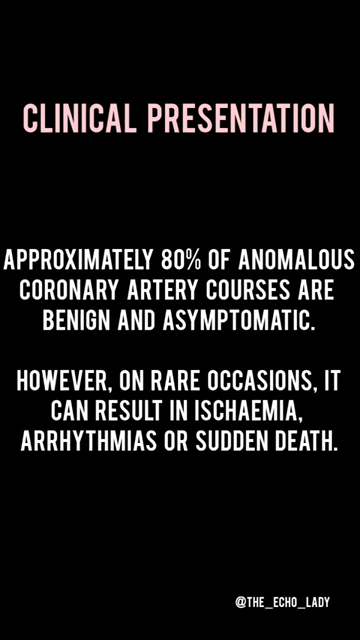 CLINICAL PRESENTATION
APPROXIMATELY 80% OF ANOMALOUS
CORONARY ARTERY COURSES ARE
BENIGN AND ASYMPTOMATIC.
HOWEVER, ON RARE OCCASIONS, IT
CAN RESULT IN ISCHAEMIA,
ARRHYTHMIAS OR SUDDEN DEATH.
@THE_ECHO_LADY